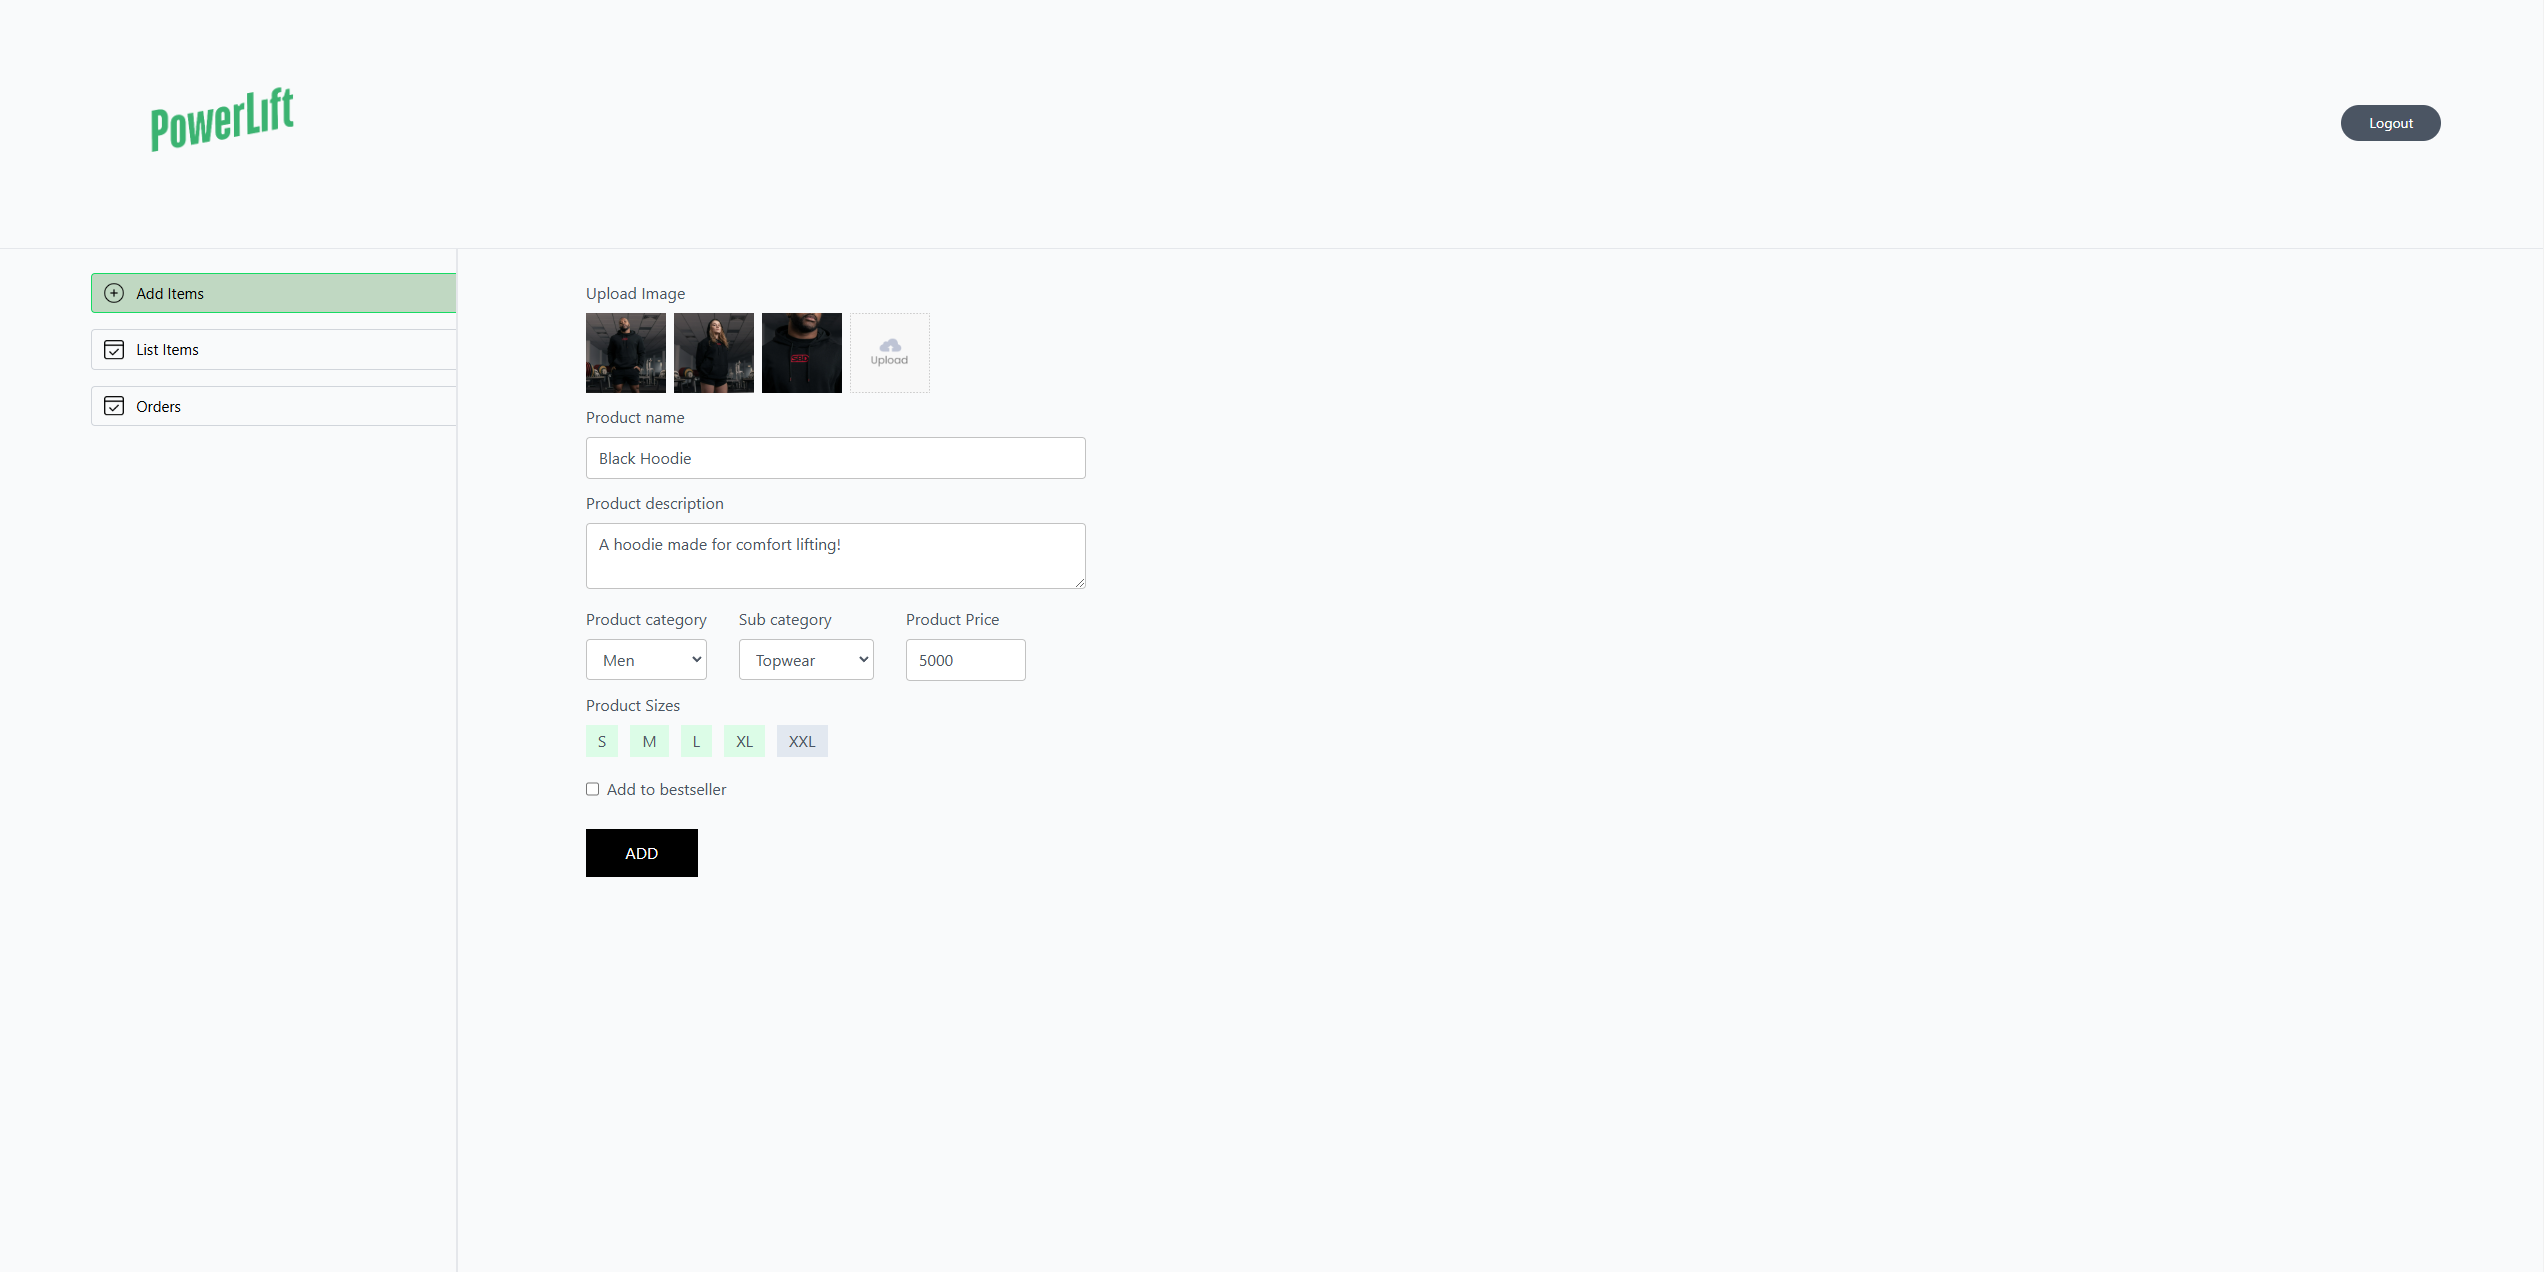 PowerLift
Logout
Add Items
List Items
Orders
Upload Image
SBD
Upload
Product name
Black Hoodie
Product description
A hoodie made for comfort lifting!
Product category Sub category Product Price
Men Topwear 5000
Product Sizes
S M L XL XXL
Add to bestseller
ADD